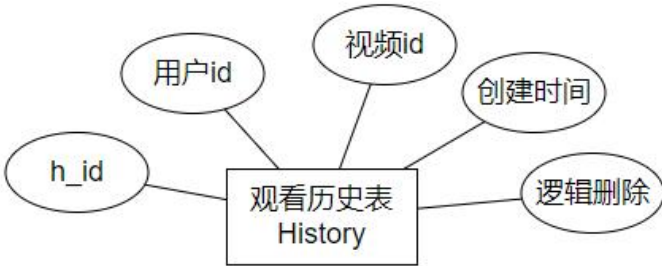 视频id
用户id
创建时间
h_id
观看历史表
History
逻辑删除